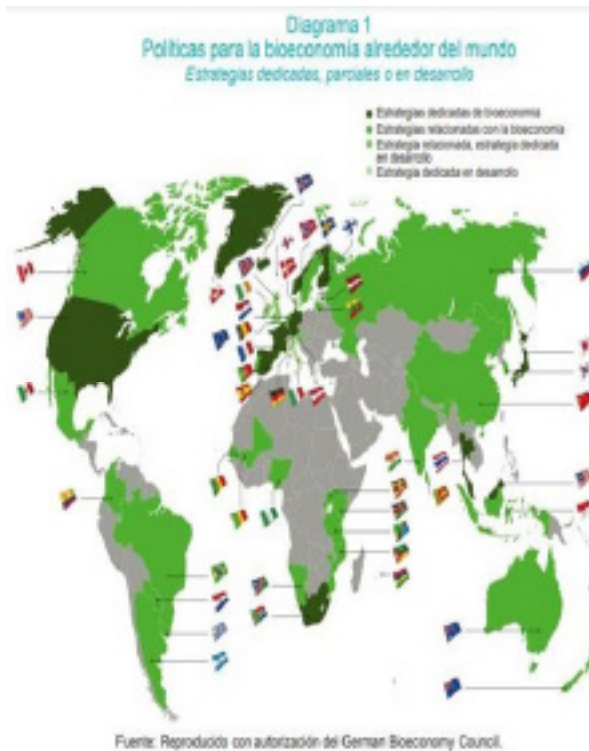 Diagrama 1
Políticas para la bioeconomía alrededor del mundo
Estrategias dedicadas, parciales o en desarrollo
Estrategias dedicadas de bioeconomía
Estrategias relacionadas con la bioeconomía
Estrategia relacionada, estrategia dedicada
en desarrollo
Estrategia dedicada en desarrollo
Fuente: Reproducido con autorización del German Bioeconomy Council.